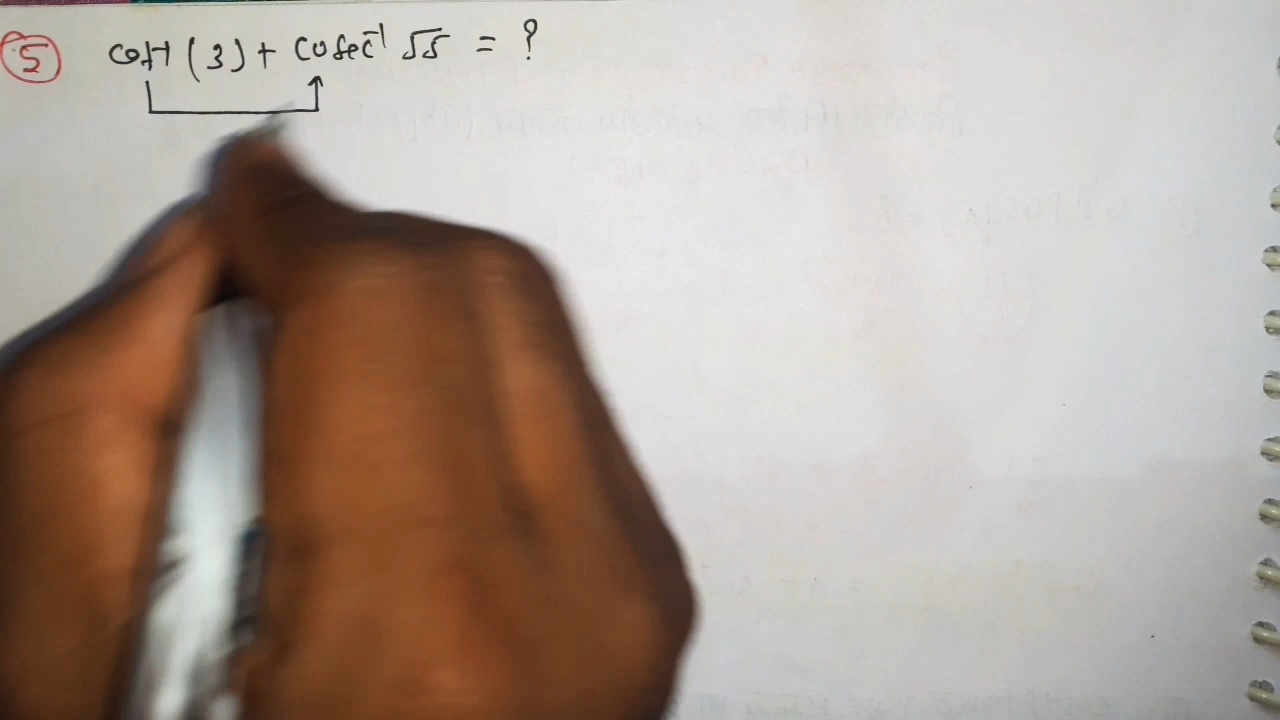 5 cot⁻¹(3) + cosec⁻¹ √5 = ?